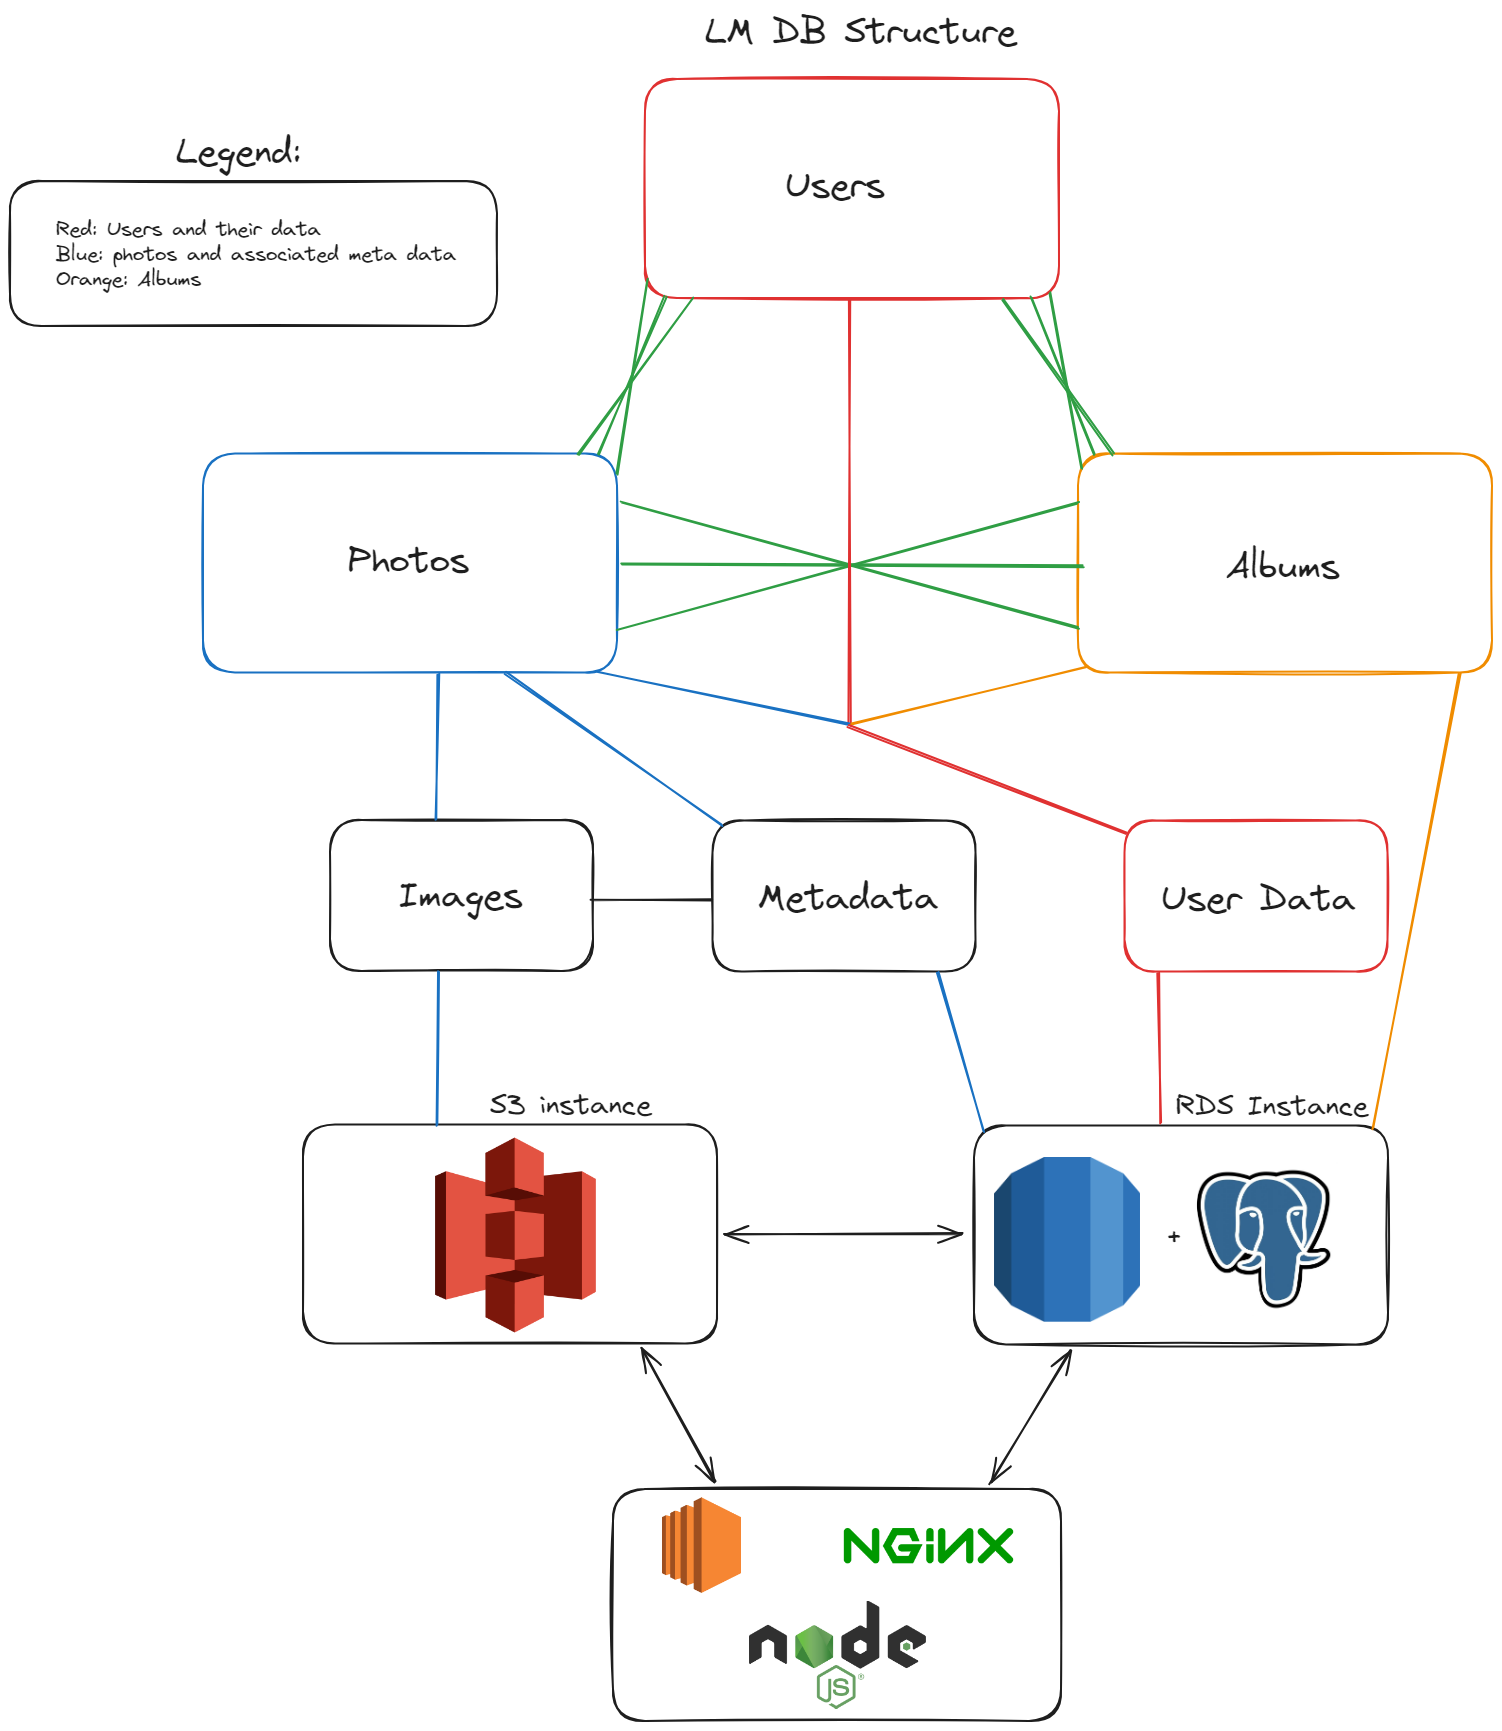 LM DB Structure
Users
Legend:
Red: Users and their data
Blue: photos and associated meta data
Orange: Albums
Photos
Albums
Images
Metadata
User Data
S3 instance
RDS Instance
+
NGiNX
node
JS